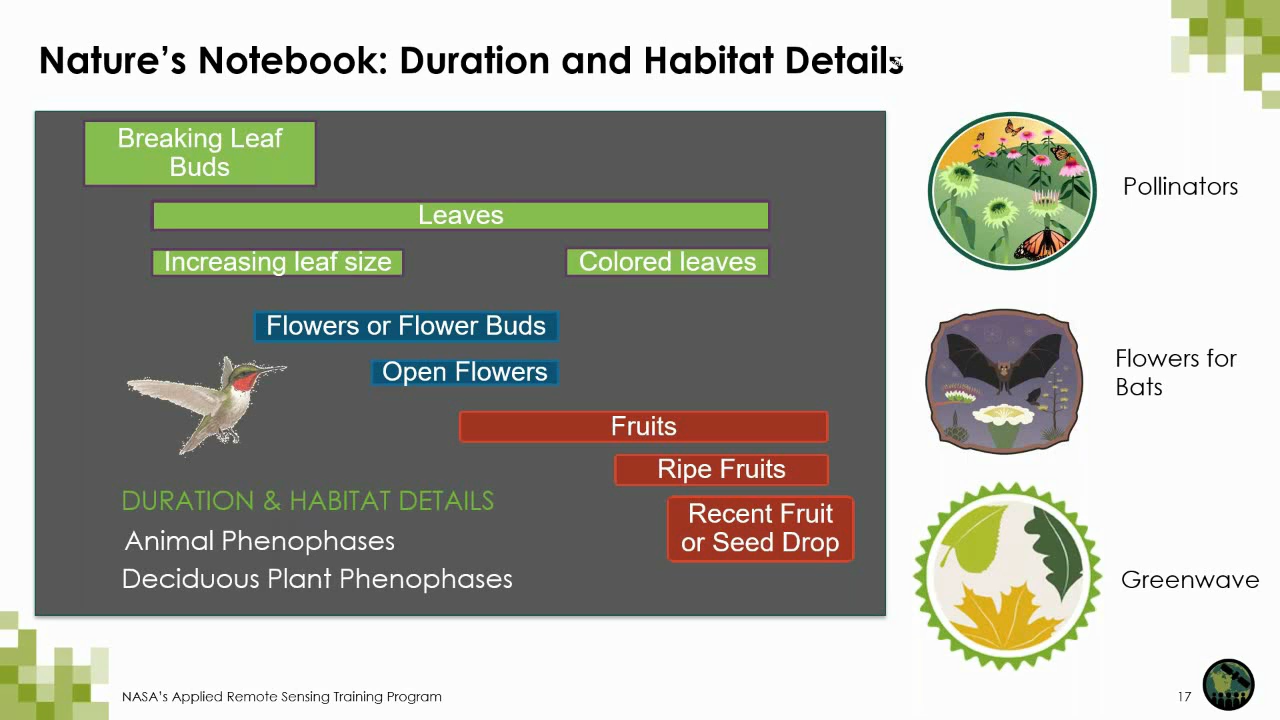 Nature's Notebook: Duration and Habitat Details
Breaking Leaf
Buds
Leaves
Increasing leaf size
Colored leaves
Flowers or Flower Buds
Open Flowers
Fruits
Ripe Fruits
Recent Fruit
or Seed Drop
DURATION & HABITAT DETAILS
Animal Phenophases
Deciduous Plant Phenophases
Pollinators
Flowers for
Bats
Greenwave
NASA's Applied Remote Sensing Training Program
17